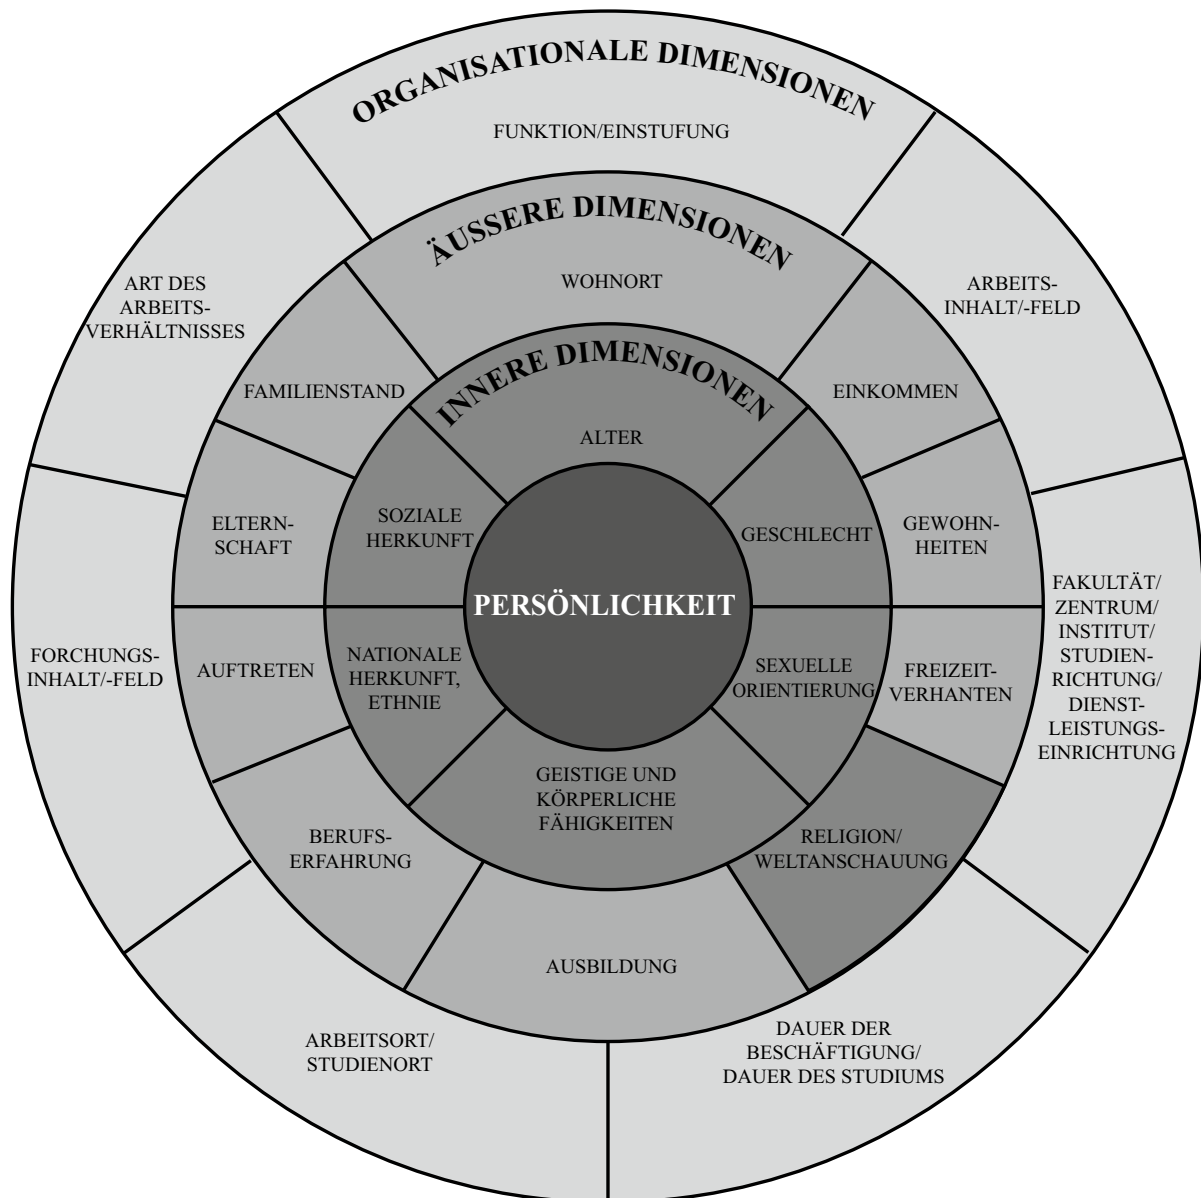 ORGANISATIONALE DIMENSIONEN
FUNKTION/EINSTUFUNG
ÄUSSERE DIMENSIONEN
WOHNORT
INNERE DIMENSIONEN
ALTER
PERSÖNLICHKEIT
ART DES
ARBEITS-
VERHÄLTNISSES
ARBEITS-
INHALT/-FELD
FAMILIENSTAND
EINKOMMEN
ELTERN-
SCHAFT
SOZIALE
HERKUNFT
GESCHLECHT
GEWOHN-
HEITEN
FAKULTÄT/
ZENTRUM/
INSTITUT/
STUDIEN-
RICHTUNG/
DIENST-
LEISTUNGS-
EINRICHTUNG
FORCHUNGS-
INHALT/-FELD
AUFTRETEN
NATIONALE
HERKUNFT,
ETHNIE
SEXUELLE
ORIENTIERUNG
FREIZEIT-
VERHANTEN
GEISTIGE UND
KÖRPERLICHE
FÄHIGKEITEN
BERUFS-
ERFAHRUNG
RELIGION/
WELTANSCHAUUNG
AUSBILDUNG
ARBEITSORT/
STUDIENORT
DAUER DER
BESCHÄFTIGUNG/
DAUER DES STUDIUMS